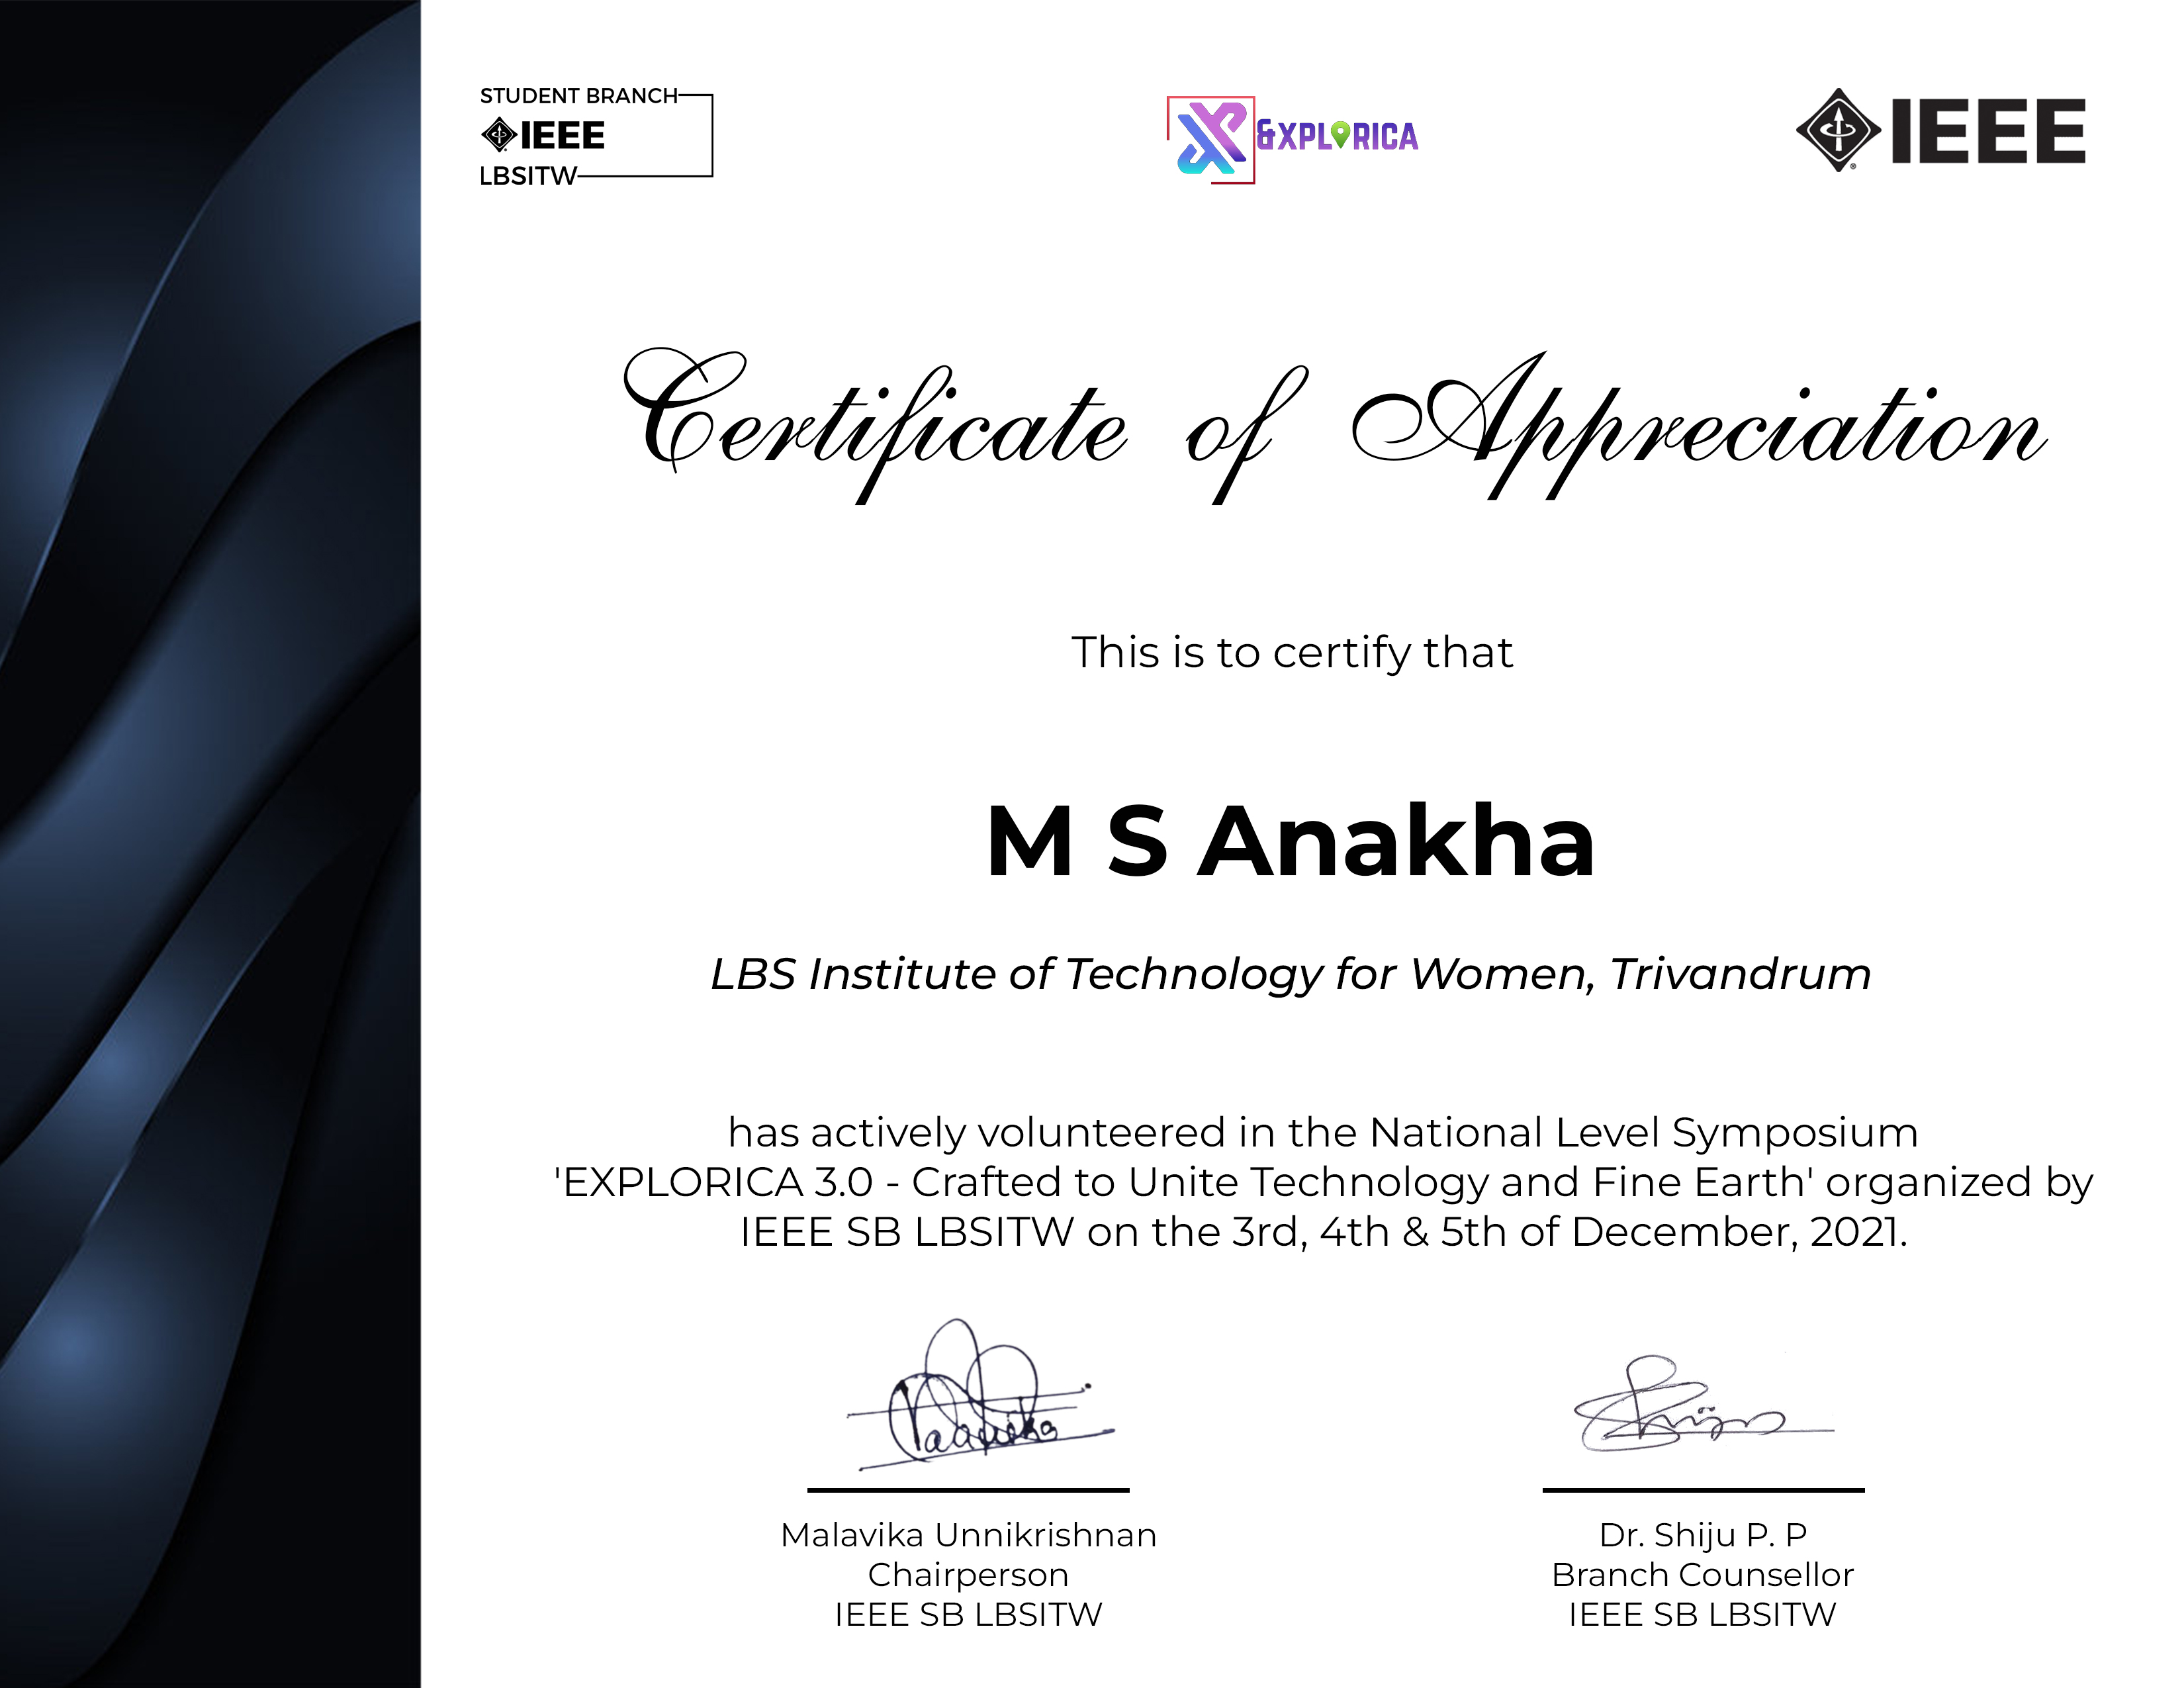 STUDENT BRANCH
IEEE
LBSITW
&XPLORICA
IEEE
Certificate of Appreciation
This is to certify that
M S Anakha
LBS Institute of Technology for Women, Trivandrum
has actively volunteered in the National Level Symposium
'EXPLORICA 3.0 - Crafted to Unite Technology and Fine Earth' organized by
IEEE SB LBSITW on the 3rd, 4th & 5th of December, 2021.
Malavika
Shiju
Malavika Unnikrishnan
Chairperson
IEEE SB LBSITW
Dr. Shiju P. P
Branch Counsellor
IEEE SB LBSITW